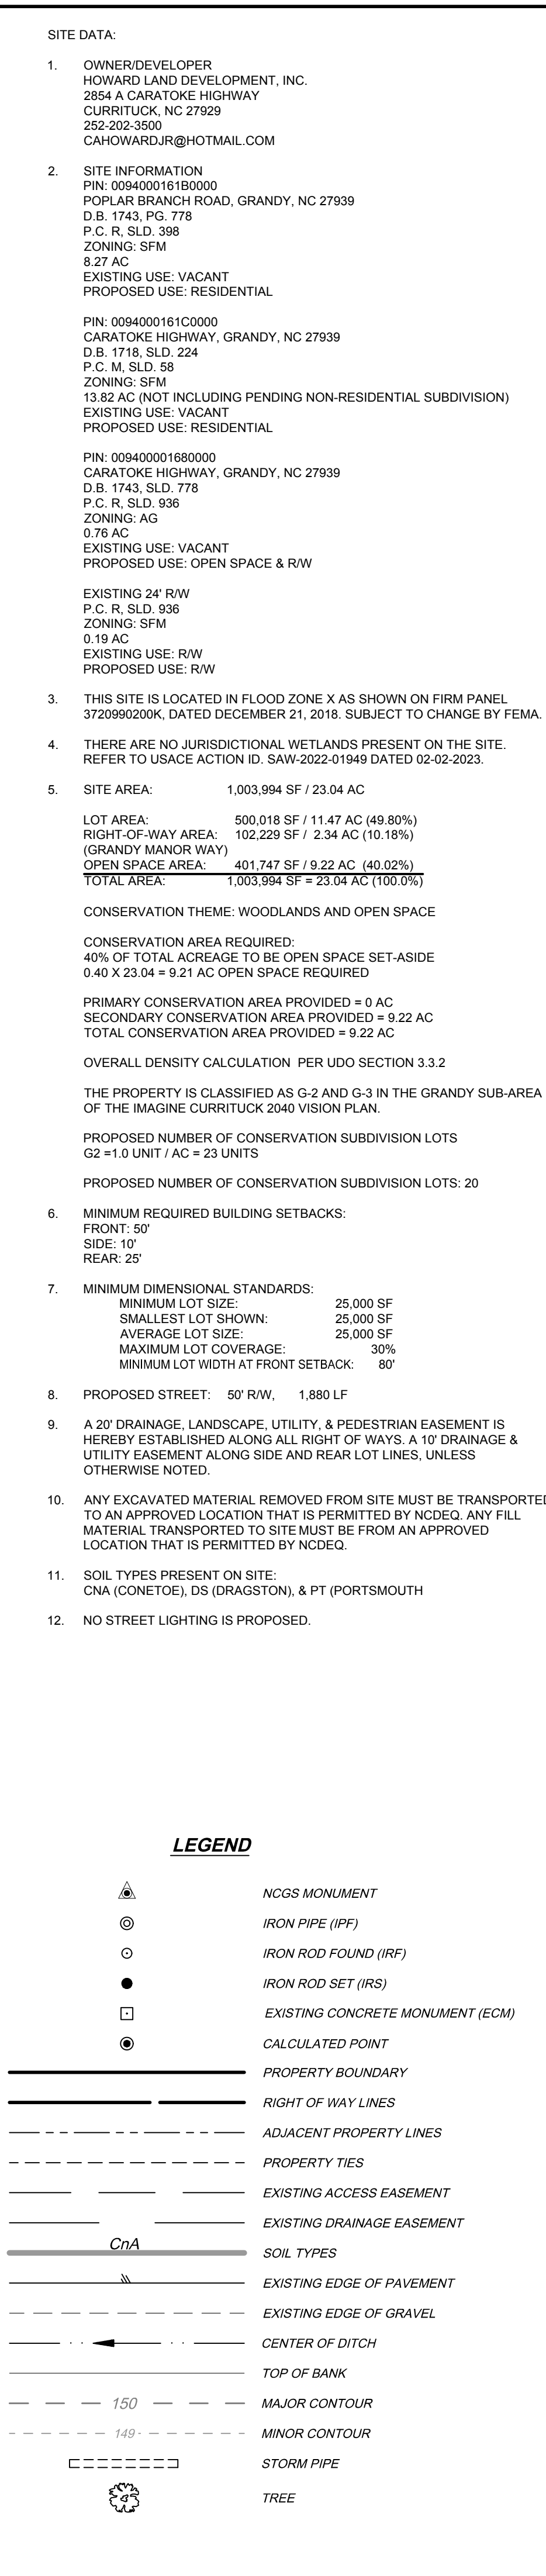 SITE DATA:
1. OWNER/DEVELOPER
HOWARD LAND DEVELOPMENT, INC.
2854 A CARATOKE HIGHWAY
CURRITUCK, NC 27929
252-202-3500
CAHOWARDJR@HOTMAIL.COM
2. SITE INFORMATION
PIN: 0094000161B0000
POPLAR BRANCH ROAD, GRANDY, NC 27939
D.B. 1743, PG. 778
P.C. R, SLD. 398
ZONING: SFM
8.27 AC
EXISTING USE: VACANT
PROPOSED USE: RESIDENTIAL
PIN: 0094000161C0000
CARATOKE HIGHWAY, GRANDY, NC 27939
D.B. 1718, SLD. 224
P.C. M, SLD. 58
ZONING: SFM
13.82 AC (NOT INCLUDING PENDING NON-RESIDENTIAL SUBDIVISION)
EXISTING USE: VACANT
PROPOSED USE: RESIDENTIAL
PIN: 009400001680000
CARATOKE HIGHWAY, GRANDY, NC 27939
D.B. 1743, SLD. 778
P.C. R, SLD. 936
ZONING: AG
0.76 AC
EXISTING USE: VACANT
PROPOSED USE: OPEN SPACE & R/W
EXISTING 24' R/W
P.C. R, SLD. 936
ZONING: SFM
0.19 AC
EXISTING USE: R/W
PROPOSED USE: R/W
3. THIS SITE IS LOCATED IN FLOOD ZONE X AS SHOWN ON FIRM PANEL
3720990200K, DATED DECEMBER 21, 2018. SUBJECT TO CHANGE BY FEMA.
4. THERE ARE NO JURISDICTIONAL WETLANDS PRESENT ON THE SITE.
REFER TO USACE ACTION ID. SAW-2022-01949 DATED 02-02-2023.
5. SITE AREA: 1,003,994 SF / 23.04 AC
LOT AREA: 500,018 SF / 11.47 AC (49.80%)
RIGHT-OF-WAY AREA: 102,229 SF / 2.34 AC (10.18%)
(GRANDY MANOR WAY)
OPEN SPACE AREA: 401,747 SF / 9.22 AC (40.02%)
TOTAL AREA: 1,003,994 SF = 23.04 AC (100.0%)
CONSERVATION THEME: WOODLANDS AND OPEN SPACE
CONSERVATION AREA REQUIRED:
40% OF TOTAL ACREAGE TO BE OPEN SPACE SET-ASIDE
0.40 X 23.04 = 9.21 AC OPEN SPACE REQUIRED
PRIMARY CONSERVATION AREA PROVIDED = 0 AC
SECONDARY CONSERVATION AREA PROVIDED = 9.22 AC
TOTAL CONSERVATION AREA PROVIDED = 9.22 AC
OVERALL DENSITY CALCULATION PER UDO SECTION 3.3.2
THE PROPERTY IS CLASSIFIED AS G-2 AND G-3 IN THE GRANDY SUB-AREA
OF THE IMAGINE CURRITUCK 2040 VISION PLAN.
PROPOSED NUMBER OF CONSERVATION SUBDIVISION LOTS
G2 =1.0 UNIT / AC = 23 UNITS
PROPOSED NUMBER OF CONSERVATION SUBDIVISION LOTS: 20
6. MINIMUM REQUIRED BUILDING SETBACKS:
FRONT: 50'
SIDE: 10'
REAR: 25'
7. MINIMUM DIMENSIONAL STANDARDS:
MINIMUM LOT SIZE: 25,000 SF
SMALLEST LOT SHOWN: 25,000 SF
AVERAGE LOT SIZE: 25,000 SF
MAXIMUM LOT COVERAGE: 30%
MINIMUM LOT WIDTH AT FRONT SETBACK: 80'
8. PROPOSED STREET: 50' R/W, 1,880 LF
9. A 20' DRAINAGE, LANDSCAPE, UTILITY, & PEDESTRIAN EASEMENT IS
HEREBY ESTABLISHED ALONG ALL RIGHT OF WAYS. A 10' DRAINAGE &
UTILITY EASEMENT ALONG SIDE AND REAR LOT LINES, UNLESS
OTHERWISE NOTED.
10. ANY EXCAVATED MATERIAL REMOVED FROM SITE MUST BE TRANSPORTED
TO AN APPROVED LOCATION THAT IS PERMITTED BY NCDEQ. ANY FILL
MATERIAL TRANSPORTED TO SITE MUST BE FROM AN APPROVED
LOCATION THAT IS PERMITTED BY NCDEQ.
11. SOIL TYPES PRESENT ON SITE:
CNA (CONETOE), DS (DRAGSTON), & PT (PORTSMOUTH
12. NO STREET LIGHTING IS PROPOSED.
LEGEND
NCGS MONUMENT
IRON PIPE (IPF)
IRON ROD FOUND (IRF)
IRON ROD SET (IRS)
EXISTING CONCRETE MONUMENT (ECM)
CALCULATED POINT
PROPERTY BOUNDARY
RIGHT OF WAY LINES
ADJACENT PROPERTY LINES
PROPERTY TIES
EXISTING ACCESS EASEMENT
EXISTING DRAINAGE EASEMENT
CnA SOIL TYPES
EXISTING EDGE OF PAVEMENT
EXISTING EDGE OF GRAVEL
CENTER OF DITCH
TOP OF BANK
150 MAJOR CONTOUR
149 MINOR CONTOUR
STORM PIPE
TREE